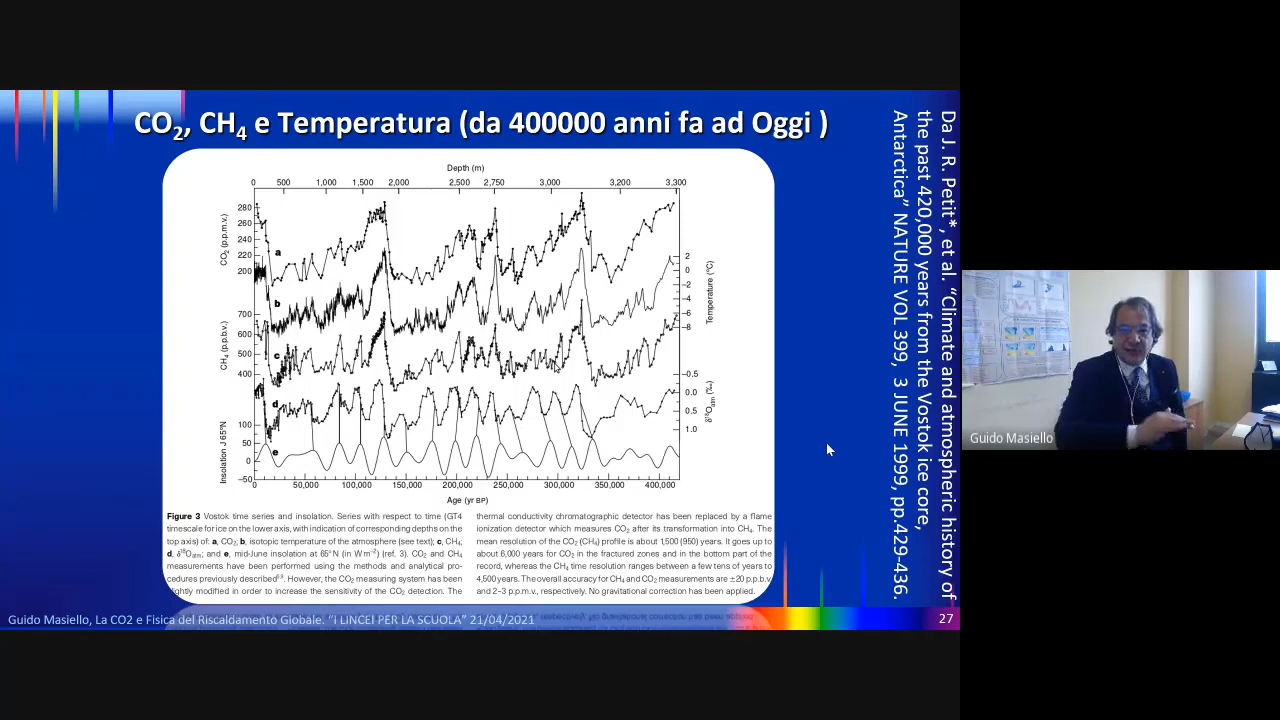 CO2, CH4 e Temperatura (da 400000 anni fa ad Oggi )
Depth (m)
0 500 1,000 1,500 2,000 2,500 2,750 3,000 3,200 3,300
CO2 (p.p.m.v.)
280
260
240
220
200
a
2
0
–2
–4
–6
–8
Temperature (°C)
b
CH4 (p.p.b.v.)
700
600
500
400
c
–0.5
0.0
0.5
1.0
δ18Oatm (‰)
d
Insolation J 65°N
100
50
0
–50
e
0 50,000 100,000 150,000 200,000 250,000 300,000 350,000 400,000
Age (yr BP)
Figure 3 Vostok time series and insolation. Series with respect to time (GT4
timescale for ice on the lower axis, with indication of corresponding depths on the
top axis) of: a, CO2; b, isotopic temperature of the atmosphere (see text); c, CH4;
d, δ18Oatm; and e, mid-June insolation at 65°N (in W m−2) (ref. 3). CO2 and CH4
measurements have been performed using the methods and analytical pro-
cedures previously described. However, the CO2 measuring system has been
slightly modified in order to increase the sensitivity of the CO2 detection. The
thermal conductivity chromatographic detector has been replaced by a flame
ionization detector which measures CO2 after its transformation into CH4. The
mean resolution of the CO2 (CH4) profile is about 1,500 (950) years. It goes up to
about 6,000 years for CO2 in the fractured zones and in the bottom part of the
record, whereas the CH4 time resolution ranges between a few tens of years to
4,500 years. The overall accuracy for CH4 and CO2 measurements are ±20 p.p.b.v.
and 2–3 p.p.m.v., respectively. No gravitational correction has been applied.
Da J. R. Petit*, et al. “Climate and atmospheric history of
the past 420,000 years from the Vostok ice core,
Antarctica” NATURE VOL 399, 3 JUNE 1999, pp.429-436.
Guido Masiello
Guido Masiello, La CO2 e Fisica del Riscaldamento Globale. “I LINCEI PER LA SCUOLA” 21/04/2021
27